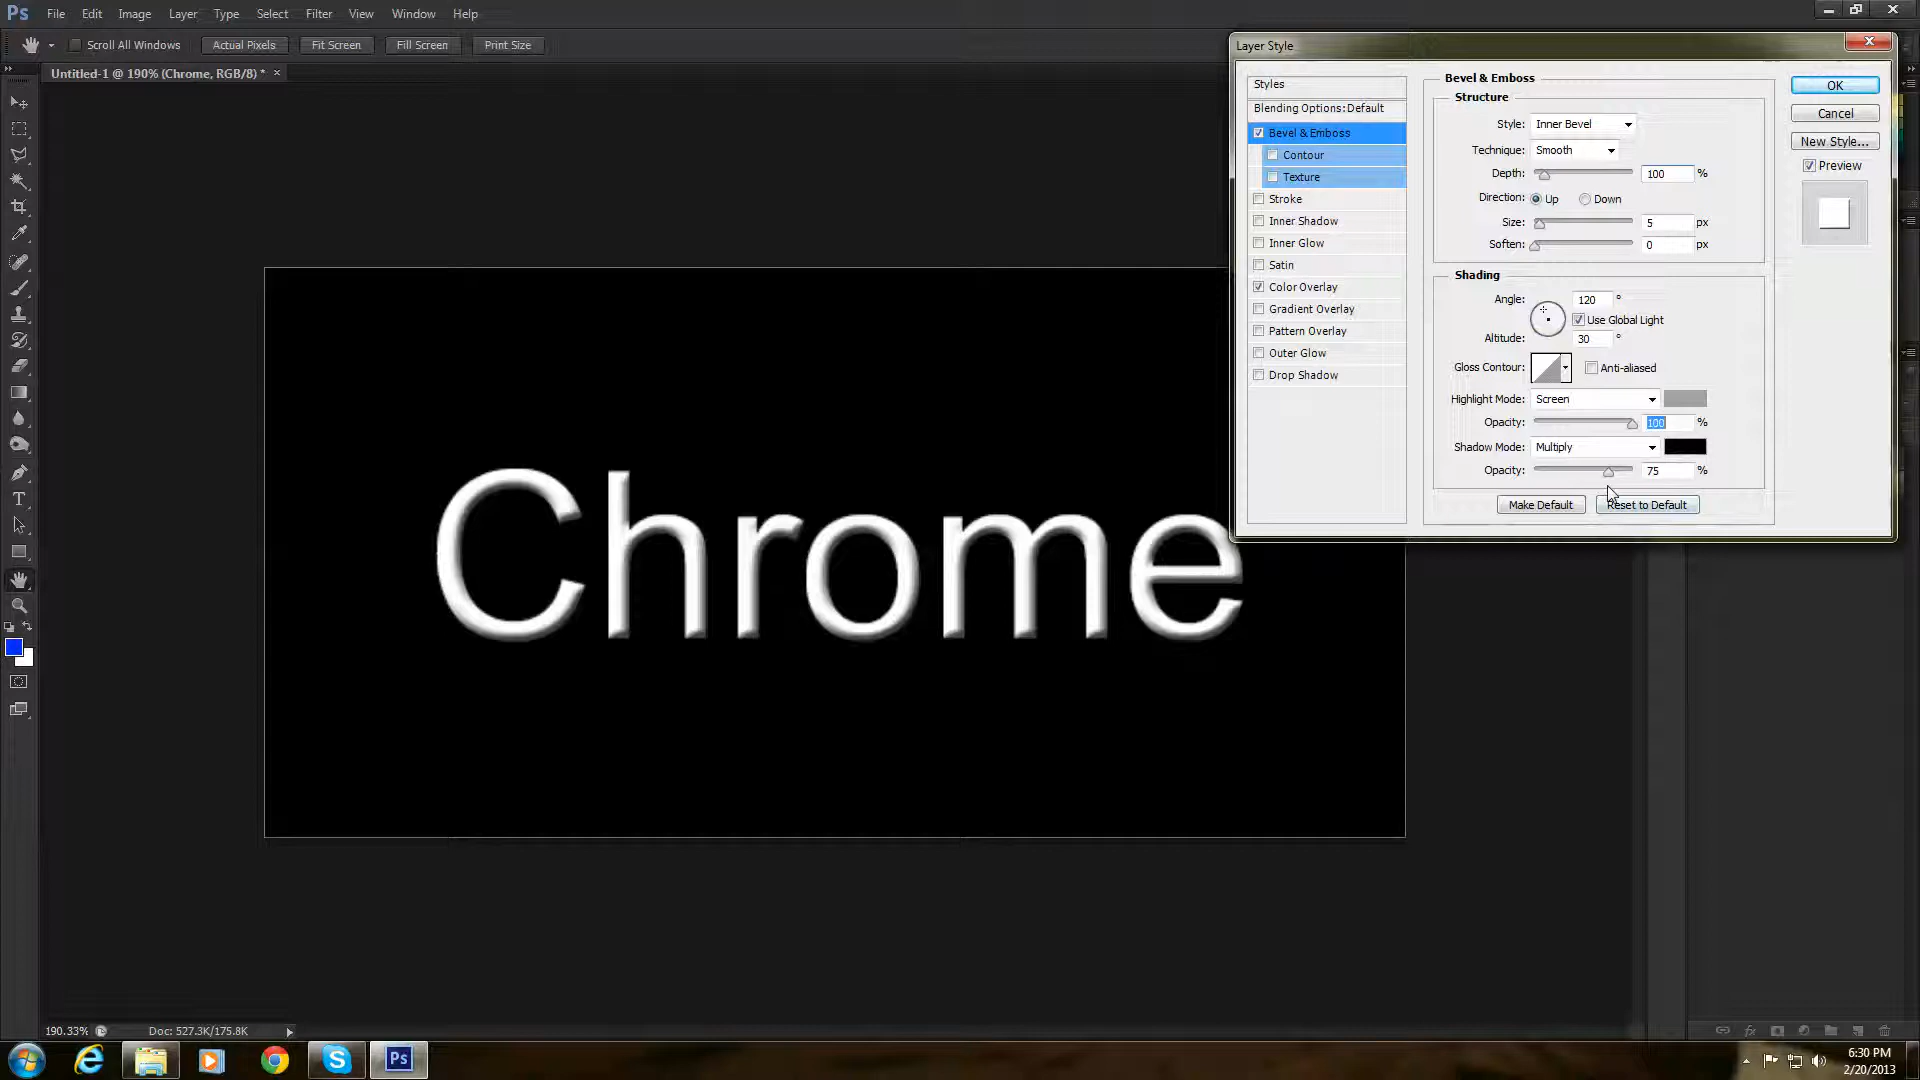 Ps File Edit Image Layer Type Select Filter View Window Help
Scroll All Windows Actual Pixels Fit Screen Fill Screen Print Size
Untitled-1 @ 190% (Chrome, RGB/8) * ×
Chrome
Layer Style
Styles
Blending Options:Default
Bevel & Emboss
Contour
Texture
Stroke
Inner Shadow
Inner Glow
Satin
Color Overlay
Gradient Overlay
Pattern Overlay
Outer Glow
Drop Shadow
Bevel & Emboss
Structure
Style: Inner Bevel
Technique: Smooth
Depth: 100 %
Direction: Up Down
Size: 5 px
Soften: 0 px
Shading
Angle: 120 °
Use Global Light
Altitude: 30 °
Gloss Contour: Anti-aliased
Highlight Mode: Screen
Opacity: 100 %
Shadow Mode: Multiply
Opacity: 75 %
Make Default Reset to Default
OK
Cancel
New Style...
Preview
190.33% Doc: 527.3K/175.8K
Ps
6:30 PM
2/20/2013